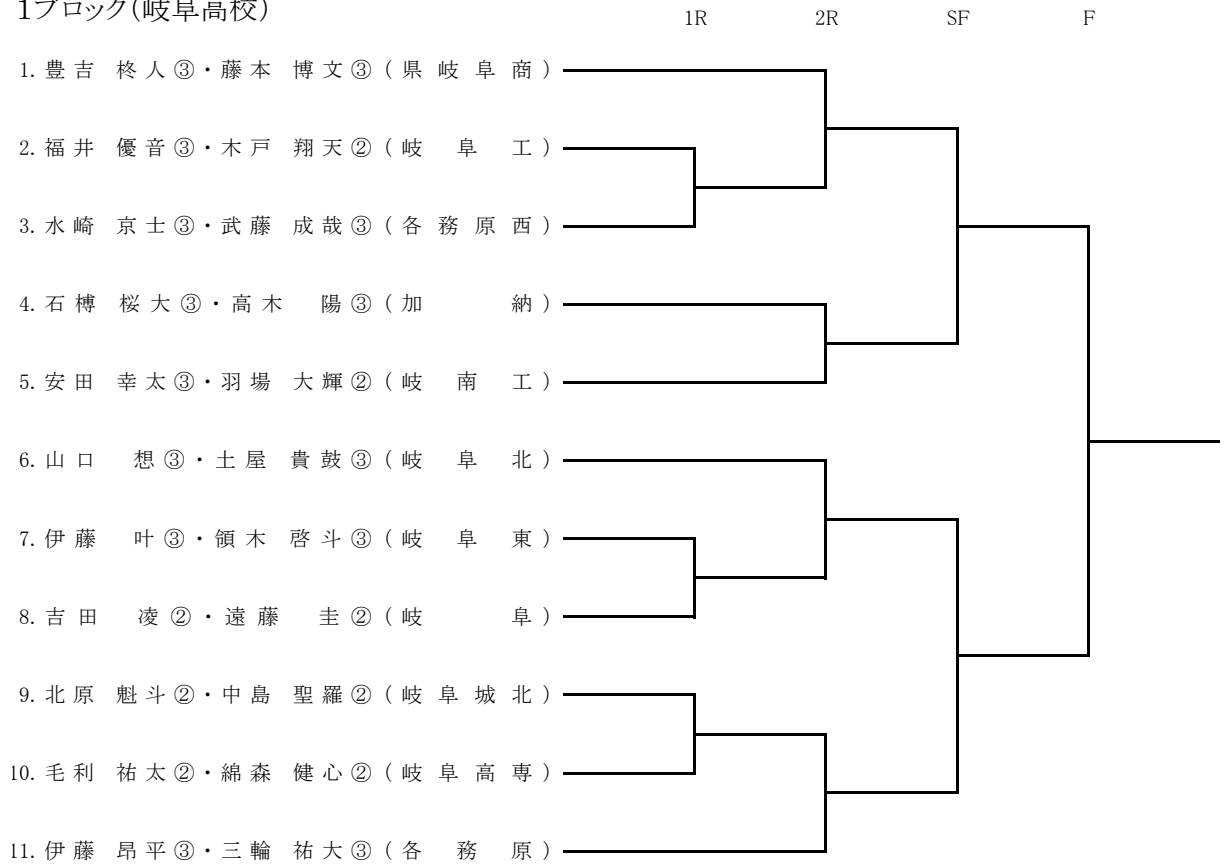 1ブロック(岐阜高校)
1R 2R SF F
1. 豊吉 柊人③・藤本 博文③(県岐阜商)
2. 福井 優音③・木戸 翔天②(岐阜工)
3. 水崎 京士③・武藤 成哉③(各務原西)
4. 石榑 桜大③・高木 陽③(加納)
5. 安田 幸太③・羽場 大輝②(岐南工)
6. 山口 想③・土屋 貴鼓③(岐阜北)
7. 伊藤 叶③・領木 啓斗③(岐阜東)
8. 吉田 凌②・遠藤 圭②(岐阜)
9. 北原 魁斗②・中島 聖羅②(岐阜城北)
10. 毛利 祐太②・綿森 健心②(岐阜高専)
11. 伊藤 昂平③・三輪 祐大③(各務原)